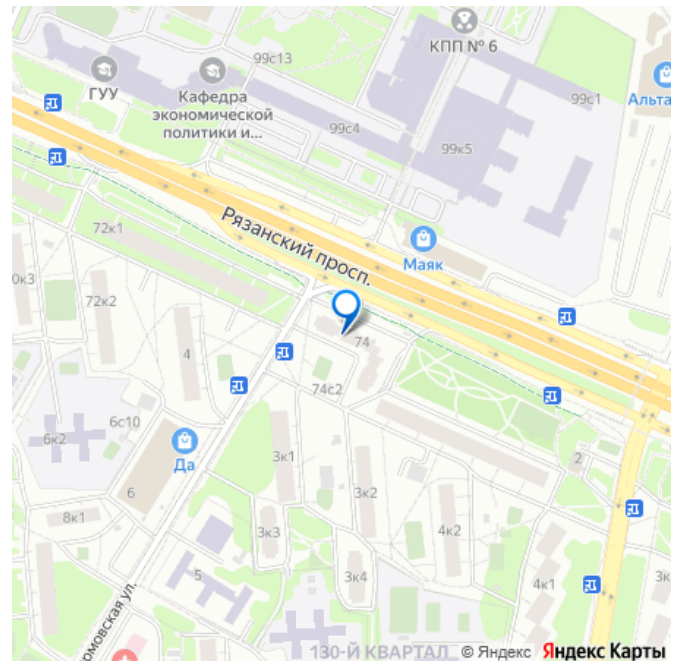 КПП № 6
99с13
ГУУ
Кафедра
экономической
политики и...
99с1
Альта
99с4
99к5
72к1
Рязанский просп.
Маяк
0к3
72к2
4
74
74с2
6с10
6к2
Да
6
3к1
3к2
2
8к1
3к3
4к2
5
3к4
4к1
3к
рмовская ул.
130-Й КВАРТАЛ
© Яндекс Яндекс Карты